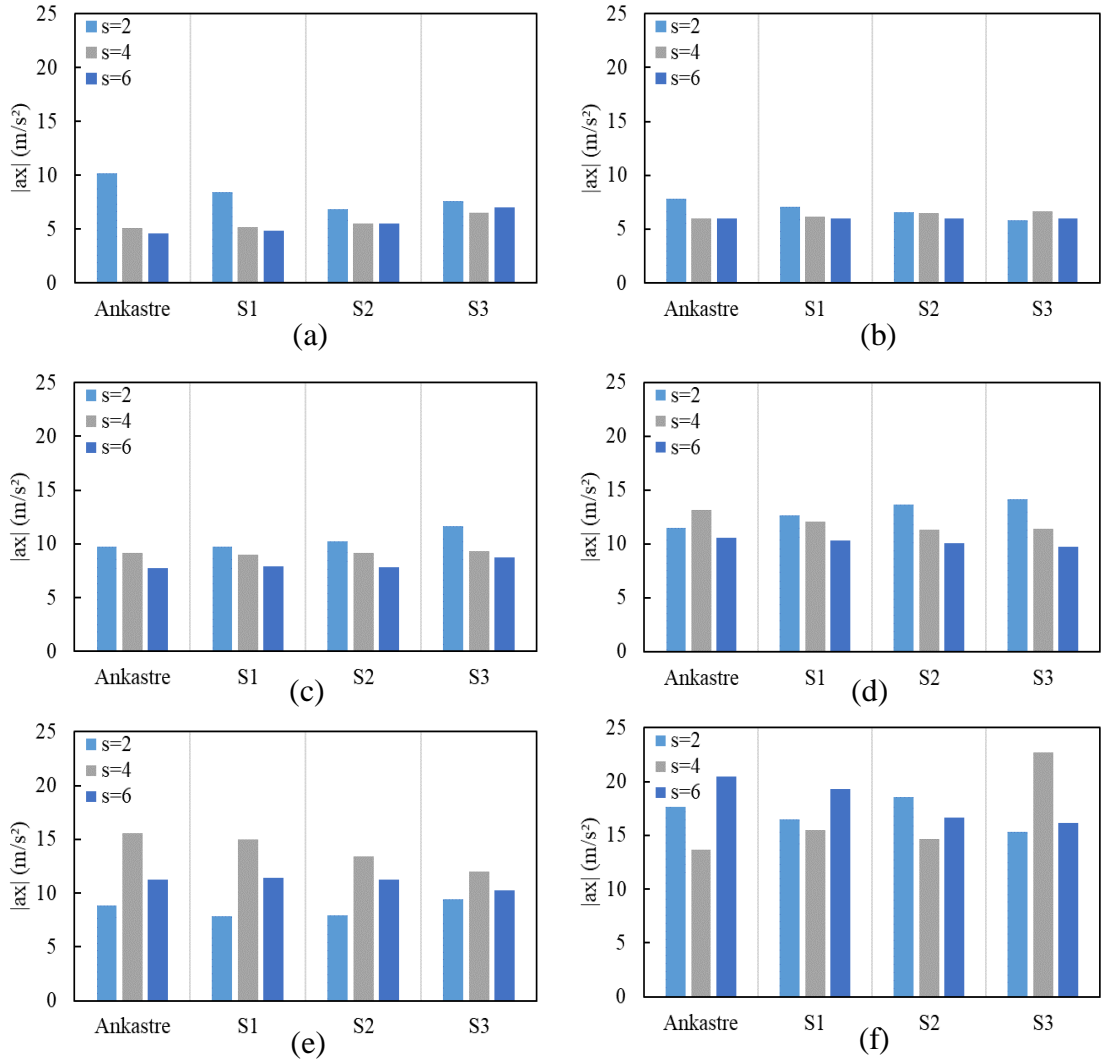 25
20
15
10
5
0
|ax| (m/s²)
s=2
s=4
s=6
Ankastre S1 S2 S3
(a)
25
20
15
10
5
0
|ax| (m/s²)
s=2
s=4
s=6
Ankastre S1 S2 S3
(b)
25
20
15
10
5
0
|ax| (m/s²)
s=2
s=4
s=6
Ankastre S1 S2 S3
(c)
25
20
15
10
5
0
|ax| (m/s²)
s=2
s=4
s=6
Ankastre S1 S2 S3
(d)
25
20
15
10
5
0
|ax| (m/s²)
s=2
s=4
s=6
Ankastre S1 S2 S3
(e)
25
20
15
10
5
0
|ax| (m/s²)
s=2
s=4
s=6
Ankastre S1 S2 S3
(f)